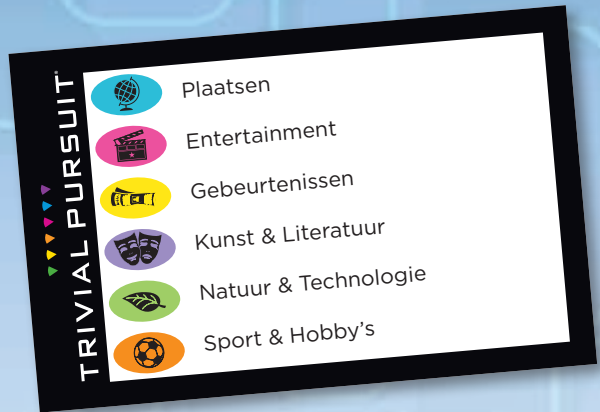 TRIVIAL PURSUIT
Plaatsen
Entertainment
Gebeurtenissen
Kunst & Literatuur
Natuur & Technologie
Sport & Hobby’s